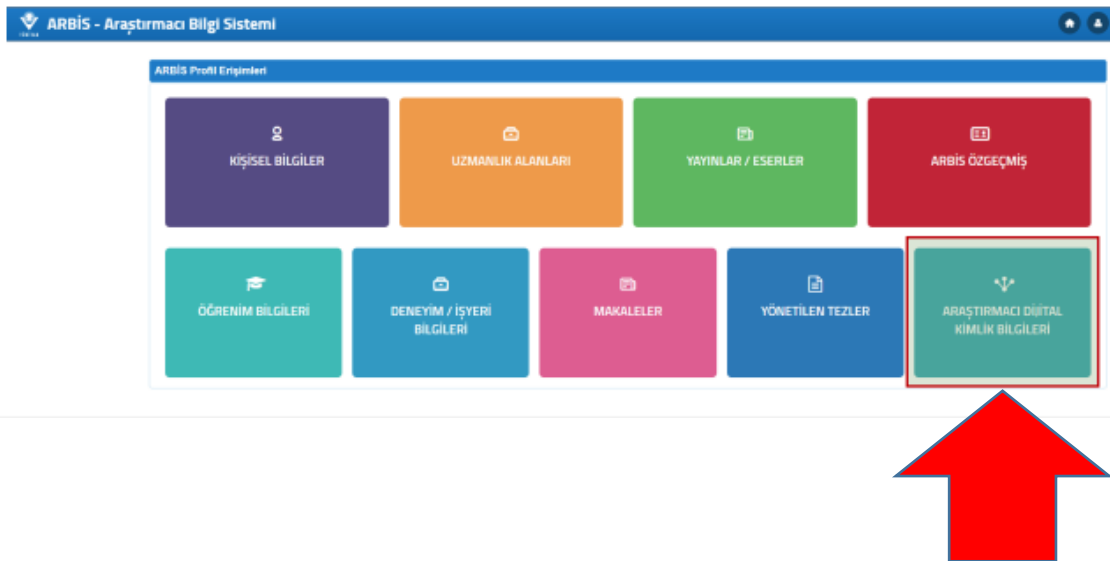 ARBİS - Araştırmacı Bilgi Sistemi
ARBİS Profil Erişimleri
KİŞİSEL BİLGİLER
UZMANLIK ALANLARI
YAYINLAR / ESERLER
ARBİS ÖZGEÇMİŞ
ÖĞRENİM BİLGİLERİ
DENEYİM / İŞYERİ
BİLGİLERİ
MAKALELER
YÖNETİLEN TEZLER
ARAŞTIRMACI DİJİTAL
KİMLİK BİLGİLERİ